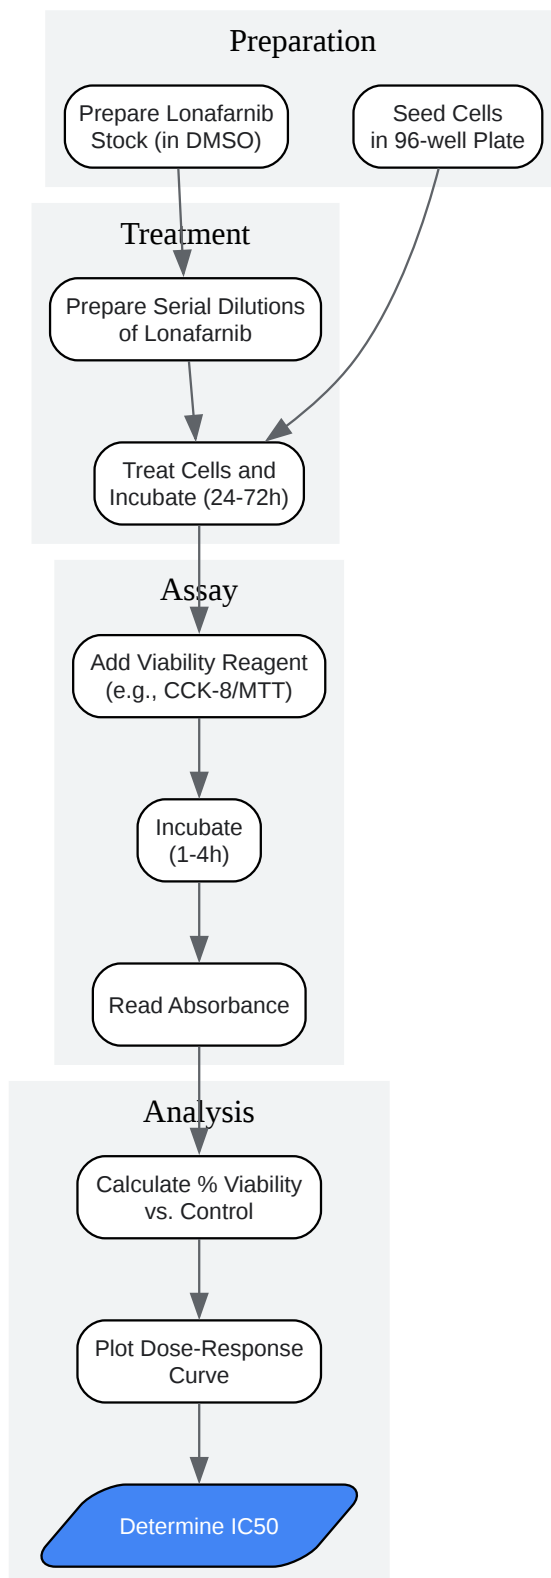 Preparation
Prepare Lonafarnib
Stock (in DMSO)
Seed Cells
in 96-well Plate
Treatment
Prepare Serial Dilutions
of Lonafarnib
Treat Cells and
Incubate (24-72h)
Assay
Add Viability Reagent
(e.g., CCK-8/MTT)
Incubate
(1-4h)
Read Absorbance
Analysis
Calculate % Viability
vs. Control
Plot Dose-Response
Curve
Determine IC50